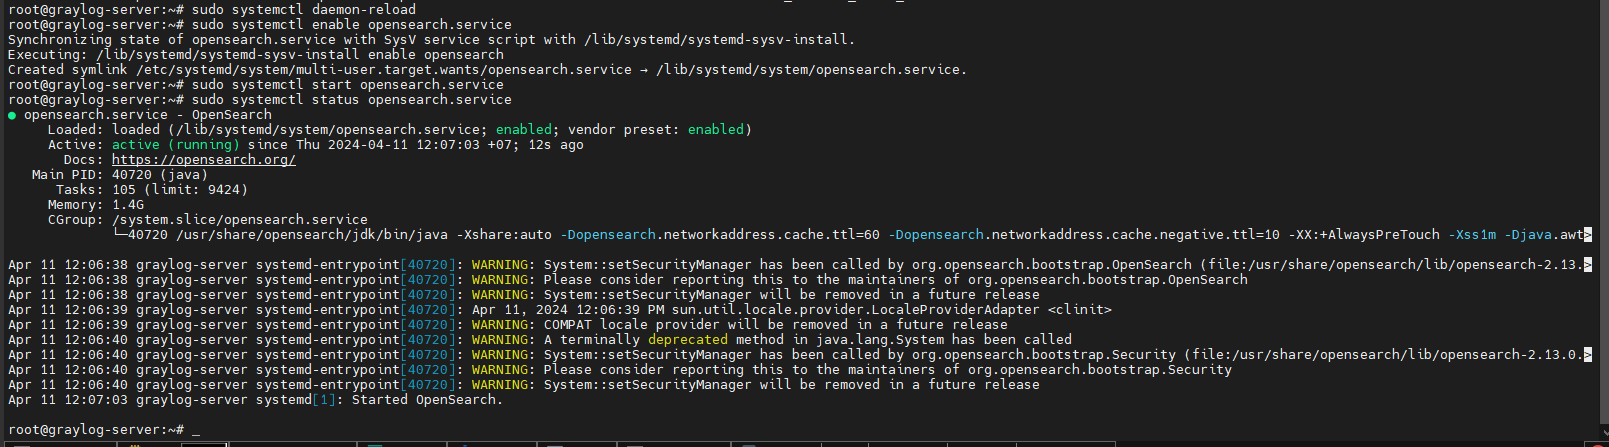 root@graylog-server:~# sudo systemctl daemon-reload
root@graylog-server:~# sudo systemctl enable opensearch.service
Synchronizing state of opensearch.service with SysV service script with /lib/systemd/systemd-sysv-install.
Executing: /lib/systemd/systemd-sysv-install enable opensearch
Created symlink /etc/systemd/system/multi-user.target.wants/opensearch.service → /lib/systemd/system/opensearch.service.
root@graylog-server:~# sudo systemctl start opensearch.service
root@graylog-server:~# sudo systemctl status opensearch.service
● opensearch.service - OpenSearch
Loaded: loaded (/lib/systemd/system/opensearch.service; enabled; vendor preset: enabled)
Active: active (running) since Thu 2024-04-11 12:07:03 +07; 12s ago
Docs: https://opensearch.org/
Main PID: 40720 (java)
Tasks: 105 (limit: 9424)
Memory: 1.4G
CGroup: /system.slice/opensearch.service
└─40720 /usr/share/opensearch/jdk/bin/java -Xshare:auto -Dopensearch.networkaddress.cache.ttl=60 -Dopensearch.networkaddress.cache.negative.ttl=10 -XX:+AlwaysPreTouch -Xss1m -Djava.awt>
Apr 11 12:06:38 graylog-server systemd-entrypoint[40720]: WARNING: System::setSecurityManager has been called by org.opensearch.bootstrap.OpenSearch (file:/usr/share/opensearch/lib/opensearch-2.13.>
Apr 11 12:06:38 graylog-server systemd-entrypoint[40720]: WARNING: Please consider reporting this to the maintainers of org.opensearch.bootstrap.OpenSearch
Apr 11 12:06:38 graylog-server systemd-entrypoint[40720]: WARNING: System::setSecurityManager will be removed in a future release
Apr 11 12:06:39 graylog-server systemd-entrypoint[40720]: Apr 11, 2024 12:06:39 PM sun.util.locale.provider.LocaleProviderAdapter <clinit>
Apr 11 12:06:39 graylog-server systemd-entrypoint[40720]: WARNING: COMPAT locale provider will be removed in a future release
Apr 11 12:06:40 graylog-server systemd-entrypoint[40720]: WARNING: A terminally deprecated method in java.lang.System has been called
Apr 11 12:06:40 graylog-server systemd-entrypoint[40720]: WARNING: System::setSecurityManager has been called by org.opensearch.bootstrap.Security (file:/usr/share/opensearch/lib/opensearch-2.13.0.>
Apr 11 12:06:40 graylog-server systemd-entrypoint[40720]: WARNING: Please consider reporting this to the maintainers of org.opensearch.bootstrap.Security
Apr 11 12:06:40 graylog-server systemd-entrypoint[40720]: WARNING: System::setSecurityManager will be removed in a future release
Apr 11 12:07:03 graylog-server systemd[1]: Started OpenSearch.
root@graylog-server:~# _